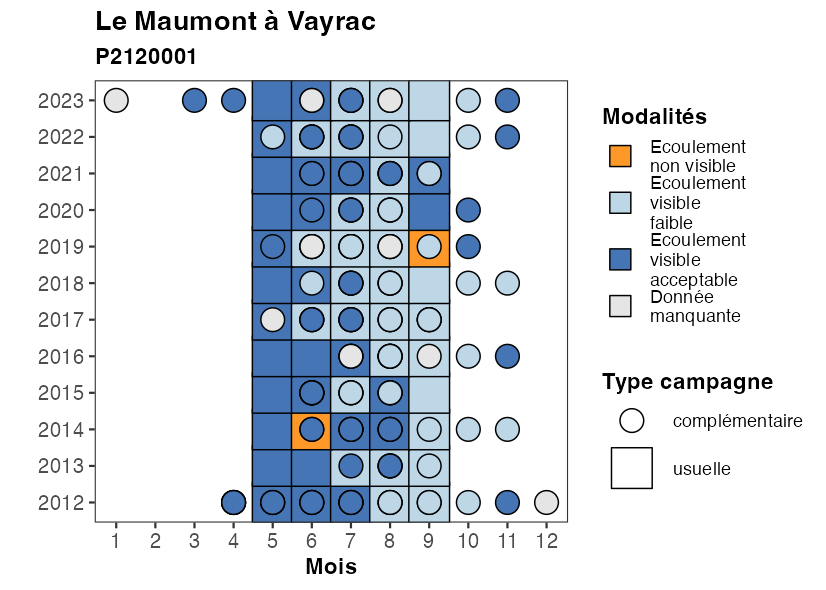 Le Maumont à Vayrac
P2120001
2023
2022
2021
2020
2019
2018
2017
2016
2015
2014
2013
2012
1 2 3 4 5 6 7 8 9 10 11 12
Mois
Modalités
Ecoulement
non visible
Ecoulement
visible
faible
Ecoulement
visible
acceptable
Donnée
manquante
Type campagne
complémentaire
usuelle